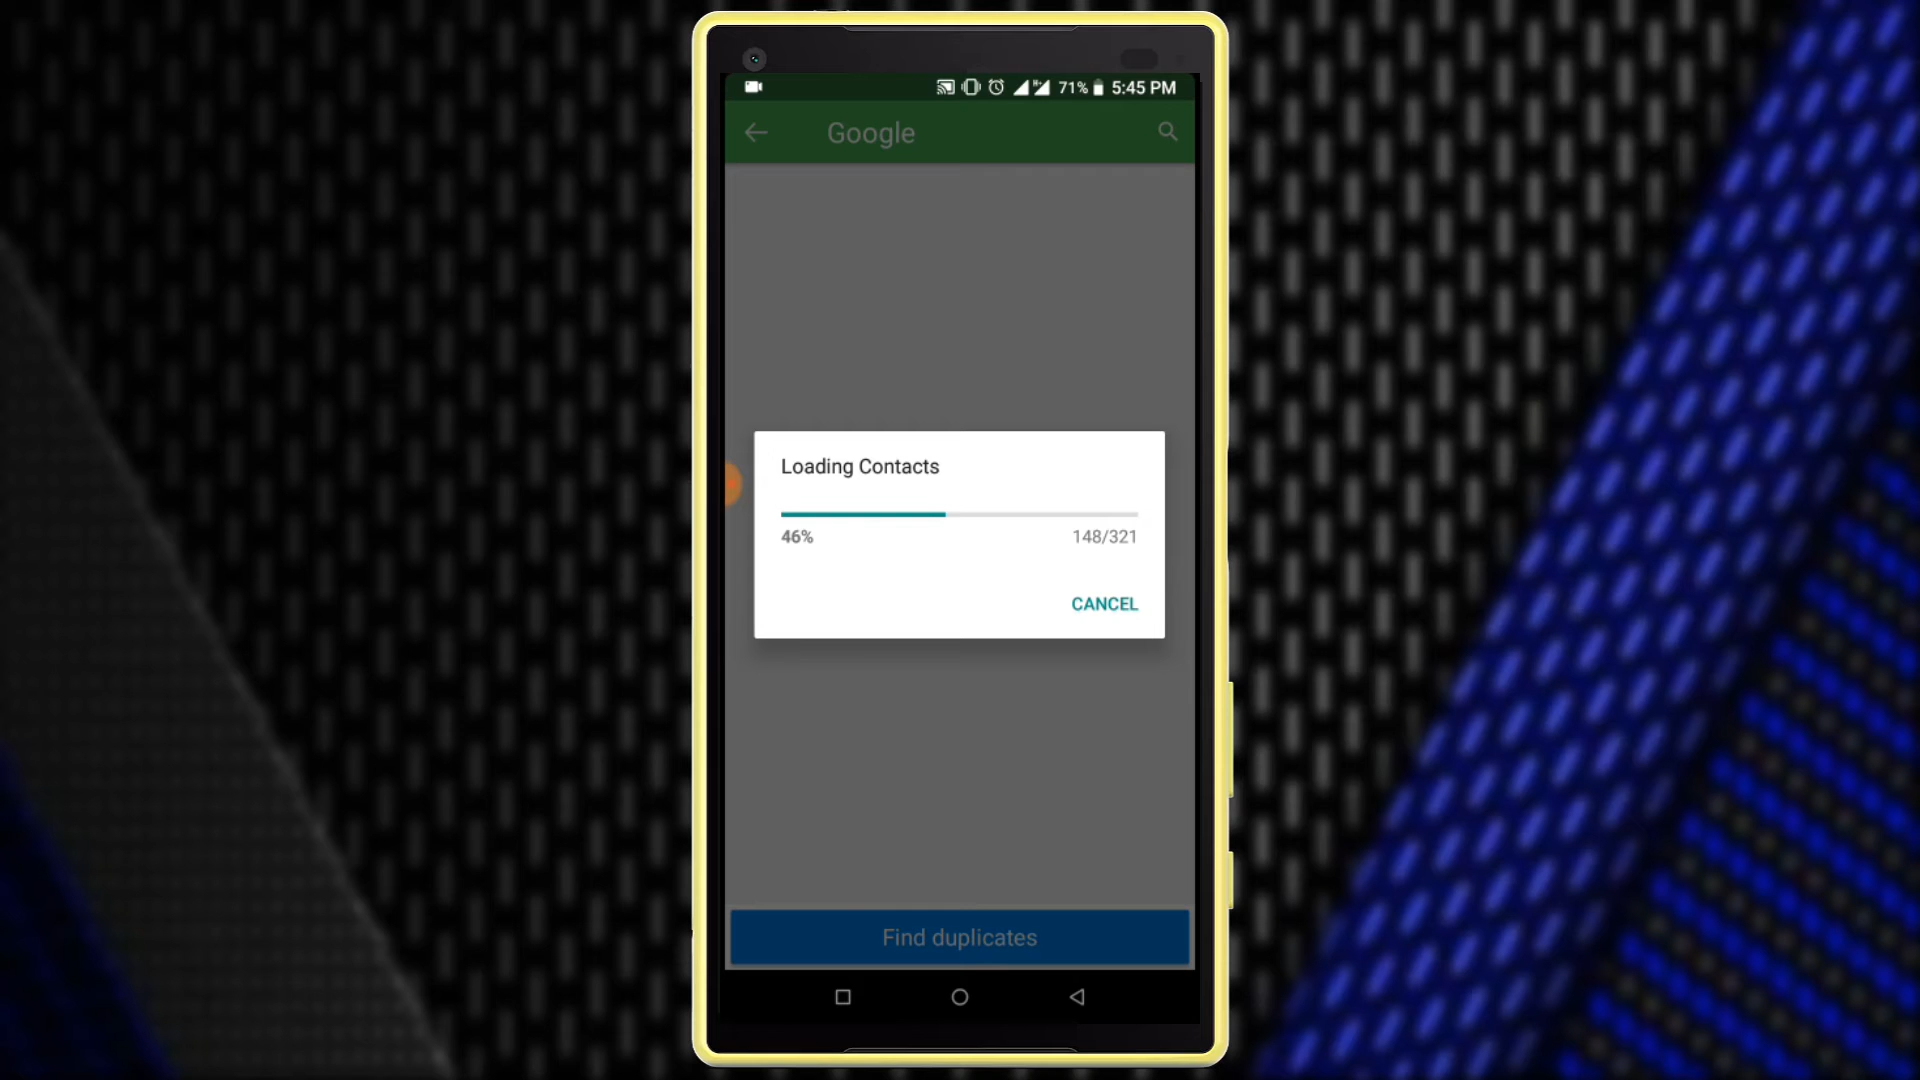 71% 5:45 PM
Google
Loading Contacts
46% 148/321
CANCEL
Find duplicates